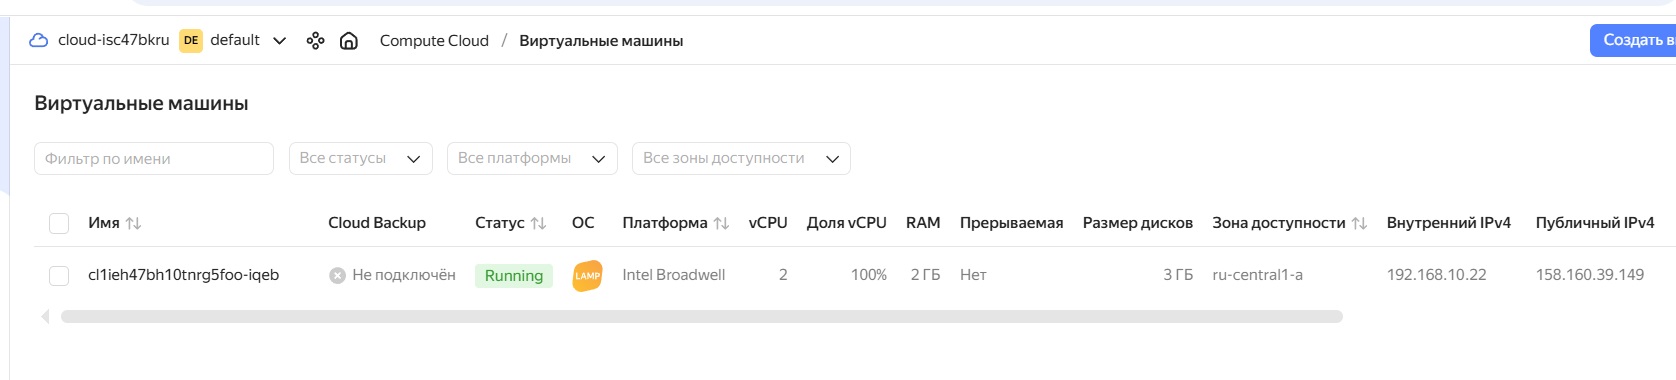 cloud-isc47bkru DE default Compute Cloud / Виртуальные машины Создать в
Виртуальные машины
Фильтр по имени Все статусы Все платформы Все зоны доступности
Имя Cloud Backup Статус ОС Платформа vCPU Доля vCPU RAM Прерываемая Размер дисков Зона доступности Внутренний IPv4 Публичный IPv4
cl1ieh47bh10tnrg5foo-iqeb Не подключён Running LAMP Intel Broadwell 2 100% 2 ГБ Нет 3 ГБ ru-central1-a 192.168.10.22 158.160.39.149